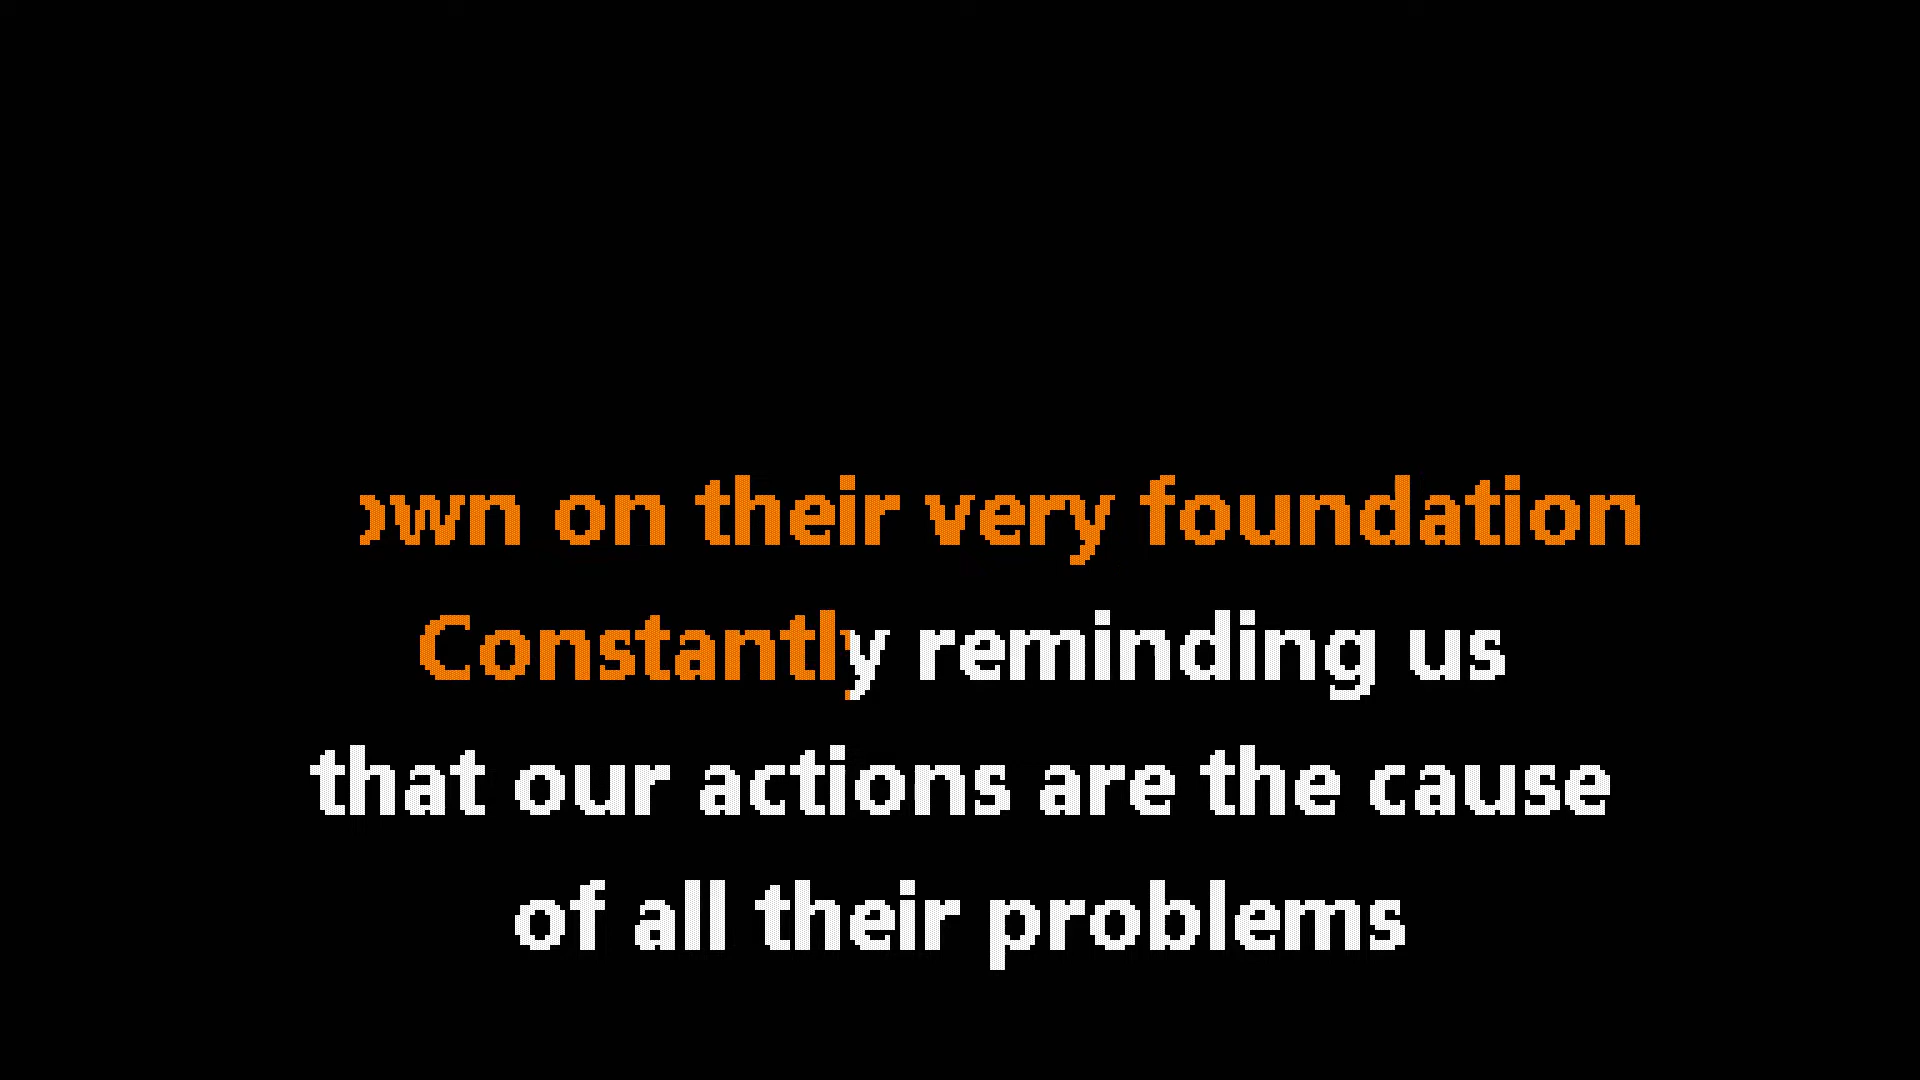 own on their very foundation
Constantly reminding us
that our actions are the cause
of all their problems